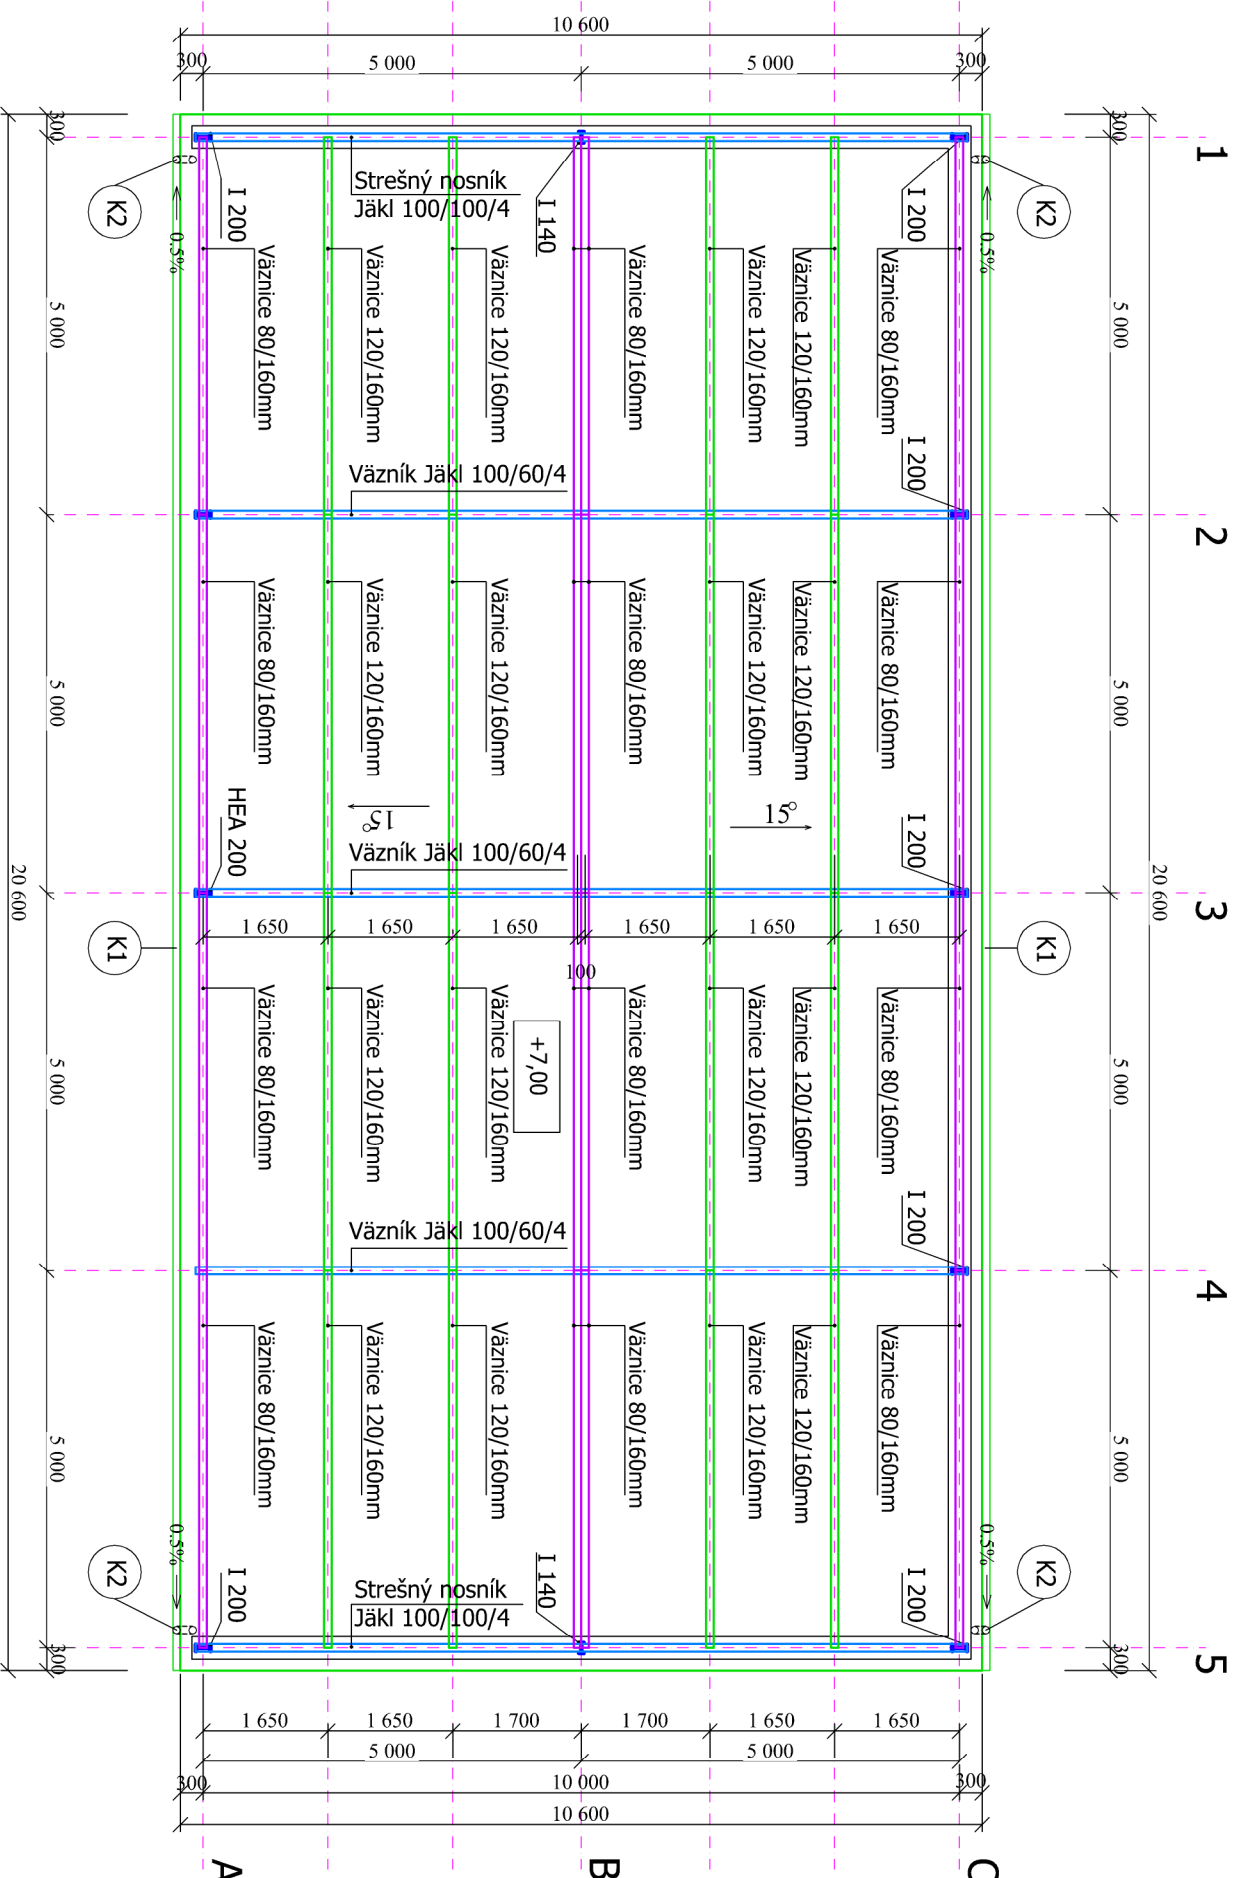 10 600
300
5 000
5 000
300
300
300
1
K2
K2
I 200
Strešný nosník
Jäkl 100/100/4
I 140
I 200
0.5%
0.5%
Väznice 80/160mm
Väznice 120/160mm
Väznice 120/160mm
Väznice 80/160mm
Väznice 120/160mm
Väznice 120/160mm
Väznice 80/160mm
5 000
5 000
I 200
Väzník Jäkl 100/60/4
2
Väznice 80/160mm
Väznice 120/160mm
Väznice 120/160mm
Väznice 80/160mm
Väznice 120/160mm
Väznice 120/160mm
Väznice 80/160mm
5 000
5 000
HEA 200
15°
15°
I 200
Väzník Jäkl 100/60/4
20 600
20 600
3
1 650
1 650
1 650
1 650
1 650
1 650
100
K1
K1
Väznice 80/160mm
Väznice 120/160mm
Väznice 120/160mm
+7,00
Väznice 80/160mm
Väznice 120/160mm
Väznice 120/160mm
Väznice 80/160mm
5 000
5 000
I 200
Väzník Jäkl 100/60/4
4
Väznice 80/160mm
Väznice 120/160mm
Väznice 120/160mm
Väznice 80/160mm
Väznice 120/160mm
Väznice 120/160mm
Väznice 80/160mm
5 000
5 000
0.5%
0.5%
K2
K2
I 200
Strešný nosník
Jäkl 100/100/4
I 140
I 200
300
300
5
1 650
1 650
1 700
1 700
1 650
1 650
5 000
5 000
300
10 000
300
10 600
A
B
C